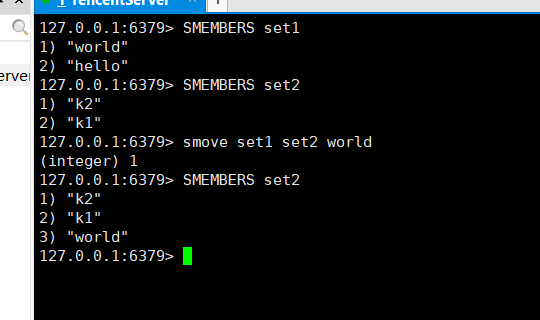 1 TencentServer
erver
127.0.0.1:6379> SMEMBERS set1
1) "world"
2) "hello"
127.0.0.1:6379> SMEMBERS set2
1) "k2"
2) "k1"
127.0.0.1:6379> smove set1 set2 world
(integer) 1
127.0.0.1:6379> SMEMBERS set2
1) "k2"
2) "k1"
3) "world"
127.0.0.1:6379>